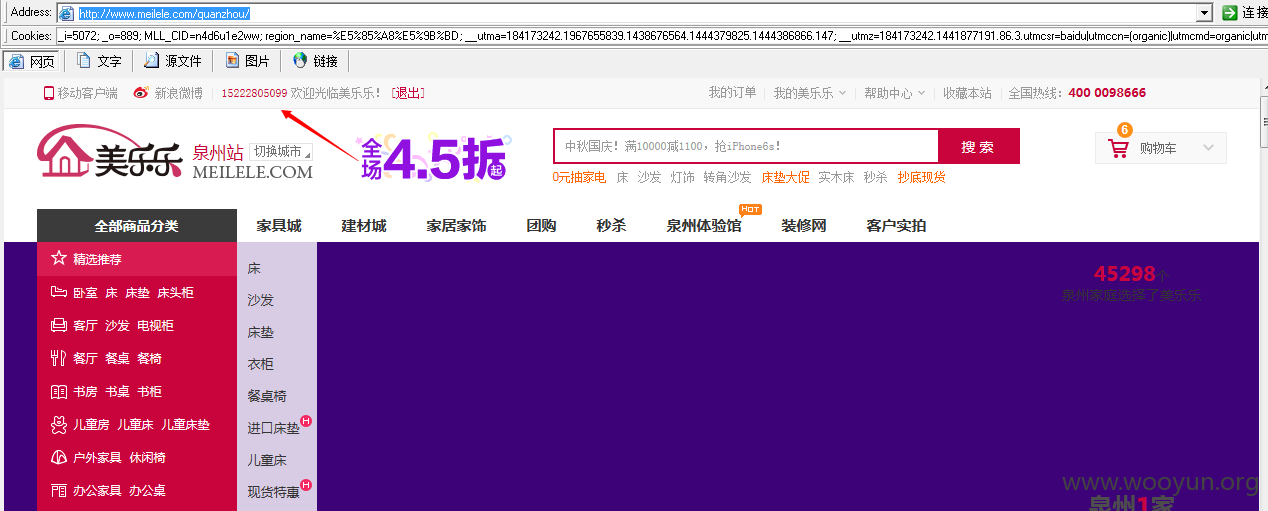 Address: http://www.meilele.com/quanzhou/ 连接
Cookies: _i=5072; _o=889; MLL_CID=n4d6u1e2ww; region_name=%E5%85%A8%E5%9B%BD; __utma=184173242.1967655839.1438676564.1444379825.1444386866.147; __utmz=184173242.1441877191.86.3.utmcsr=baidu|utmccn=(organic)|utmcmd=organic|utm
网页 文字 源文件 图片 链接
移动客户端 新浪微博 15222805099 欢迎光临美乐乐! [退出] 我的订单 我的美乐乐 帮助中心 收藏本站 全国热线: 400 0098666
美乐乐 泉州站 切换城市 MEILELE.COM
全场4.5折起
中秋国庆! 满10000减1100, 抢iPhone6s! 搜 索
6 购物车
0元抽家电 床 沙发 灯饰 转角沙发 床垫大促 实木床 秒杀 抄底现货
HOT
全部商品分类 家具城 建材城 家居家饰 团购 秒杀 泉州体验馆 装修网 客户实拍
精选推荐
卧室 床 床垫 床头柜
客厅 沙发 电视柜
餐厅 餐桌 餐椅
书房 书桌 书柜
儿童房 儿童床 儿童床垫
户外家具 休闲椅
办公家具 办公桌
床
沙发
床垫
衣柜
餐桌椅
进口床垫 H
儿童床
现货特惠 H
45298个
泉州家庭选择了美乐乐
www.wooyun.org
泉州1家